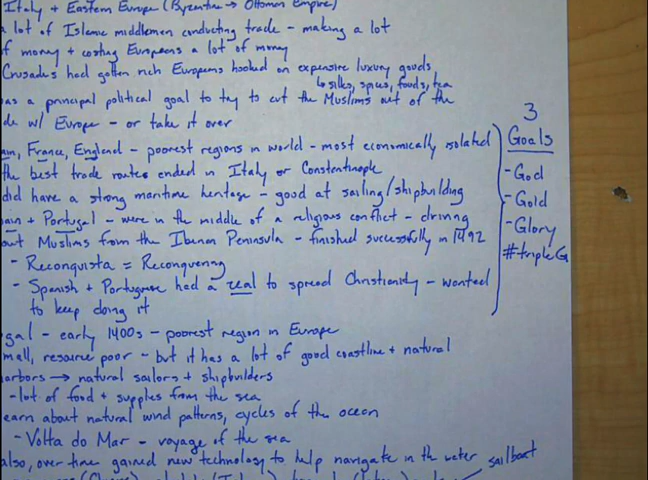 Italy + Eastern Europe (Byzantine → Ottoman Empire)
a lot of Islamic middlemen conducting trade - making a lot
of money + costing Europeans a lot of money
Crusades had gotten rich Europeans hooked on expensive luxury goods
↳ silks, spices, foods, tea
as a principal political goal to try to cut the Muslims out of the
de w/ Europe - or take it over
ain, France, England - poorest regions in world - most economically isolated
the best trade routes ended in Italy or Constantinople
did have a strong maritime heritage - good at sailing/shipbuilding
ain + Portugal - were in the middle of a religious conflict - driving
out Muslims from the Iberian Peninsula - finished successfully in 1492
- Reconquista = Reconquering
- Spanish + Portuguese had a zeal to spread Christianity - wanted
to keep doing it
3
Goals
- God
- Gold
- Glory
#tripleG
gal - early 1400s - poorest region in Europe
mall, resource poor - but it has a lot of good coastline + natural
arbors → natural sailors + shipbuilders
- lot of food + supplies from the sea
earn about natural wind patterns, cycles of the ocean
- Volta do Mar - voyage of the sea
also, over time gained new technology to help navigate in the water
sailboat